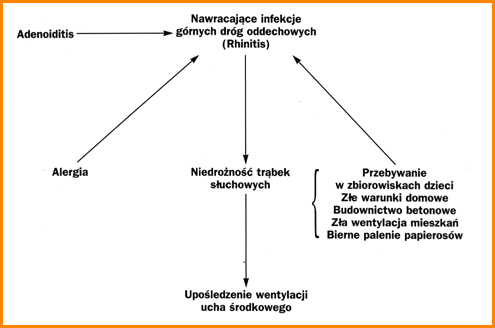 Nawracające infekcje
górnych dróg oddechowych
(Rhinitis)
Adenoiditis
Alergia
Niedrożność trąbek
słuchowych
Przebywanie
w zbiorowiskach dzieci
Złe warunki domowe
Budownictwo betonowe
Zła wentylacja mieszkań
Bierne palenie papierosów
Upośledzenie wentylacji
ucha środkowego